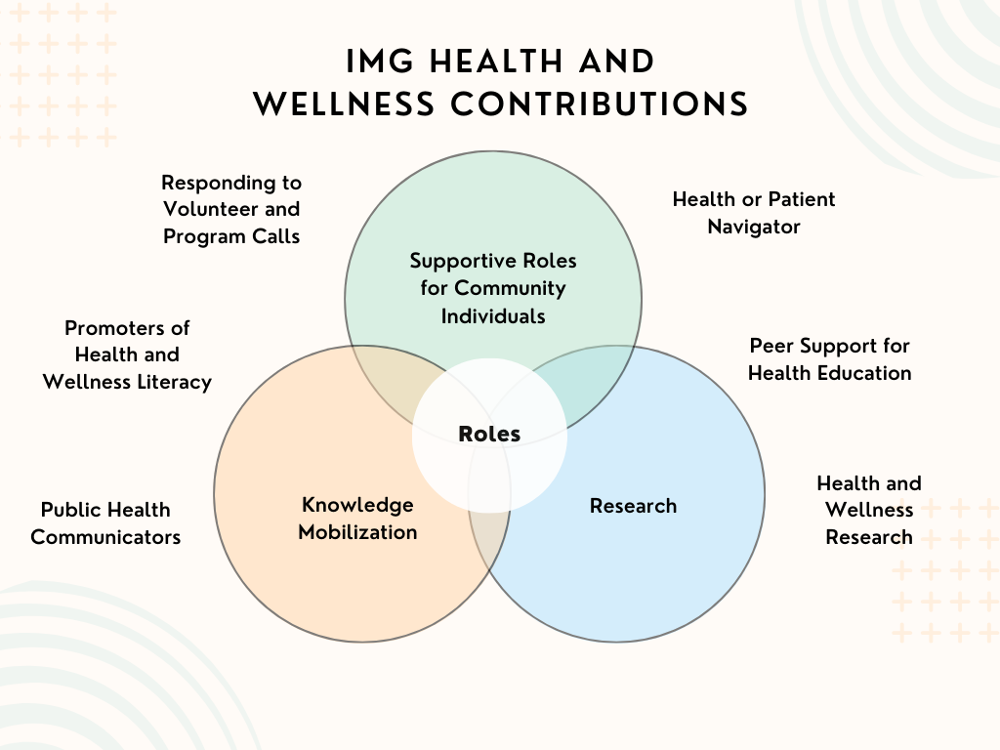 IMG HEALTH AND
WELLNESS CONTRIBUTIONS
Responding to
Volunteer and
Program Calls
Health or Patient
Navigator
Supportive Roles
for Community
Individuals
Promoters of
Health and
Wellness Literacy
Peer Support for
Health Education
Roles
Public Health
Communicators
Knowledge
Mobilization
Research
Health and
Wellness
Research